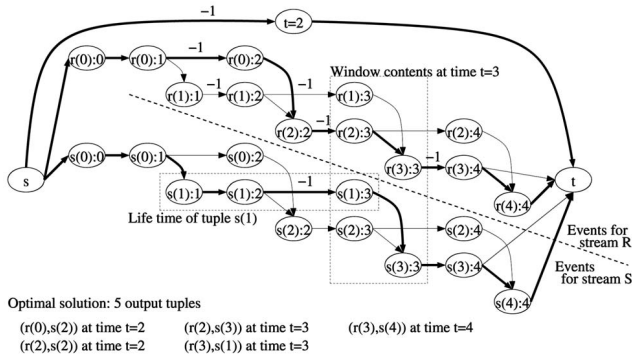 −1
t=2
r(0):0
r(0):1
−1
r(0):2
r(1):1
−1
r(1):2
−1
Window contents at time t=3
r(1):3
r(2):2
−1
r(2):3
r(2):4
s
s(0):0
s(0):1
s(0):2
r(3):3
−1
r(3):4
t
s(1):1
s(1):2
−1
s(1):3
r(4):4
Life time of tuple s(1)
s(2):2
s(2):3
s(2):4
Events for
stream R
s(3):3
s(3):4
Events
for stream S
s(4):4
Optimal solution: 5 output tuples
(r(0),s(2)) at time t=2 (r(2),s(3)) at time t=3 (r(3),s(4)) at time t=4
(r(2),s(2)) at time t=2 (r(3),s(1)) at time t=3